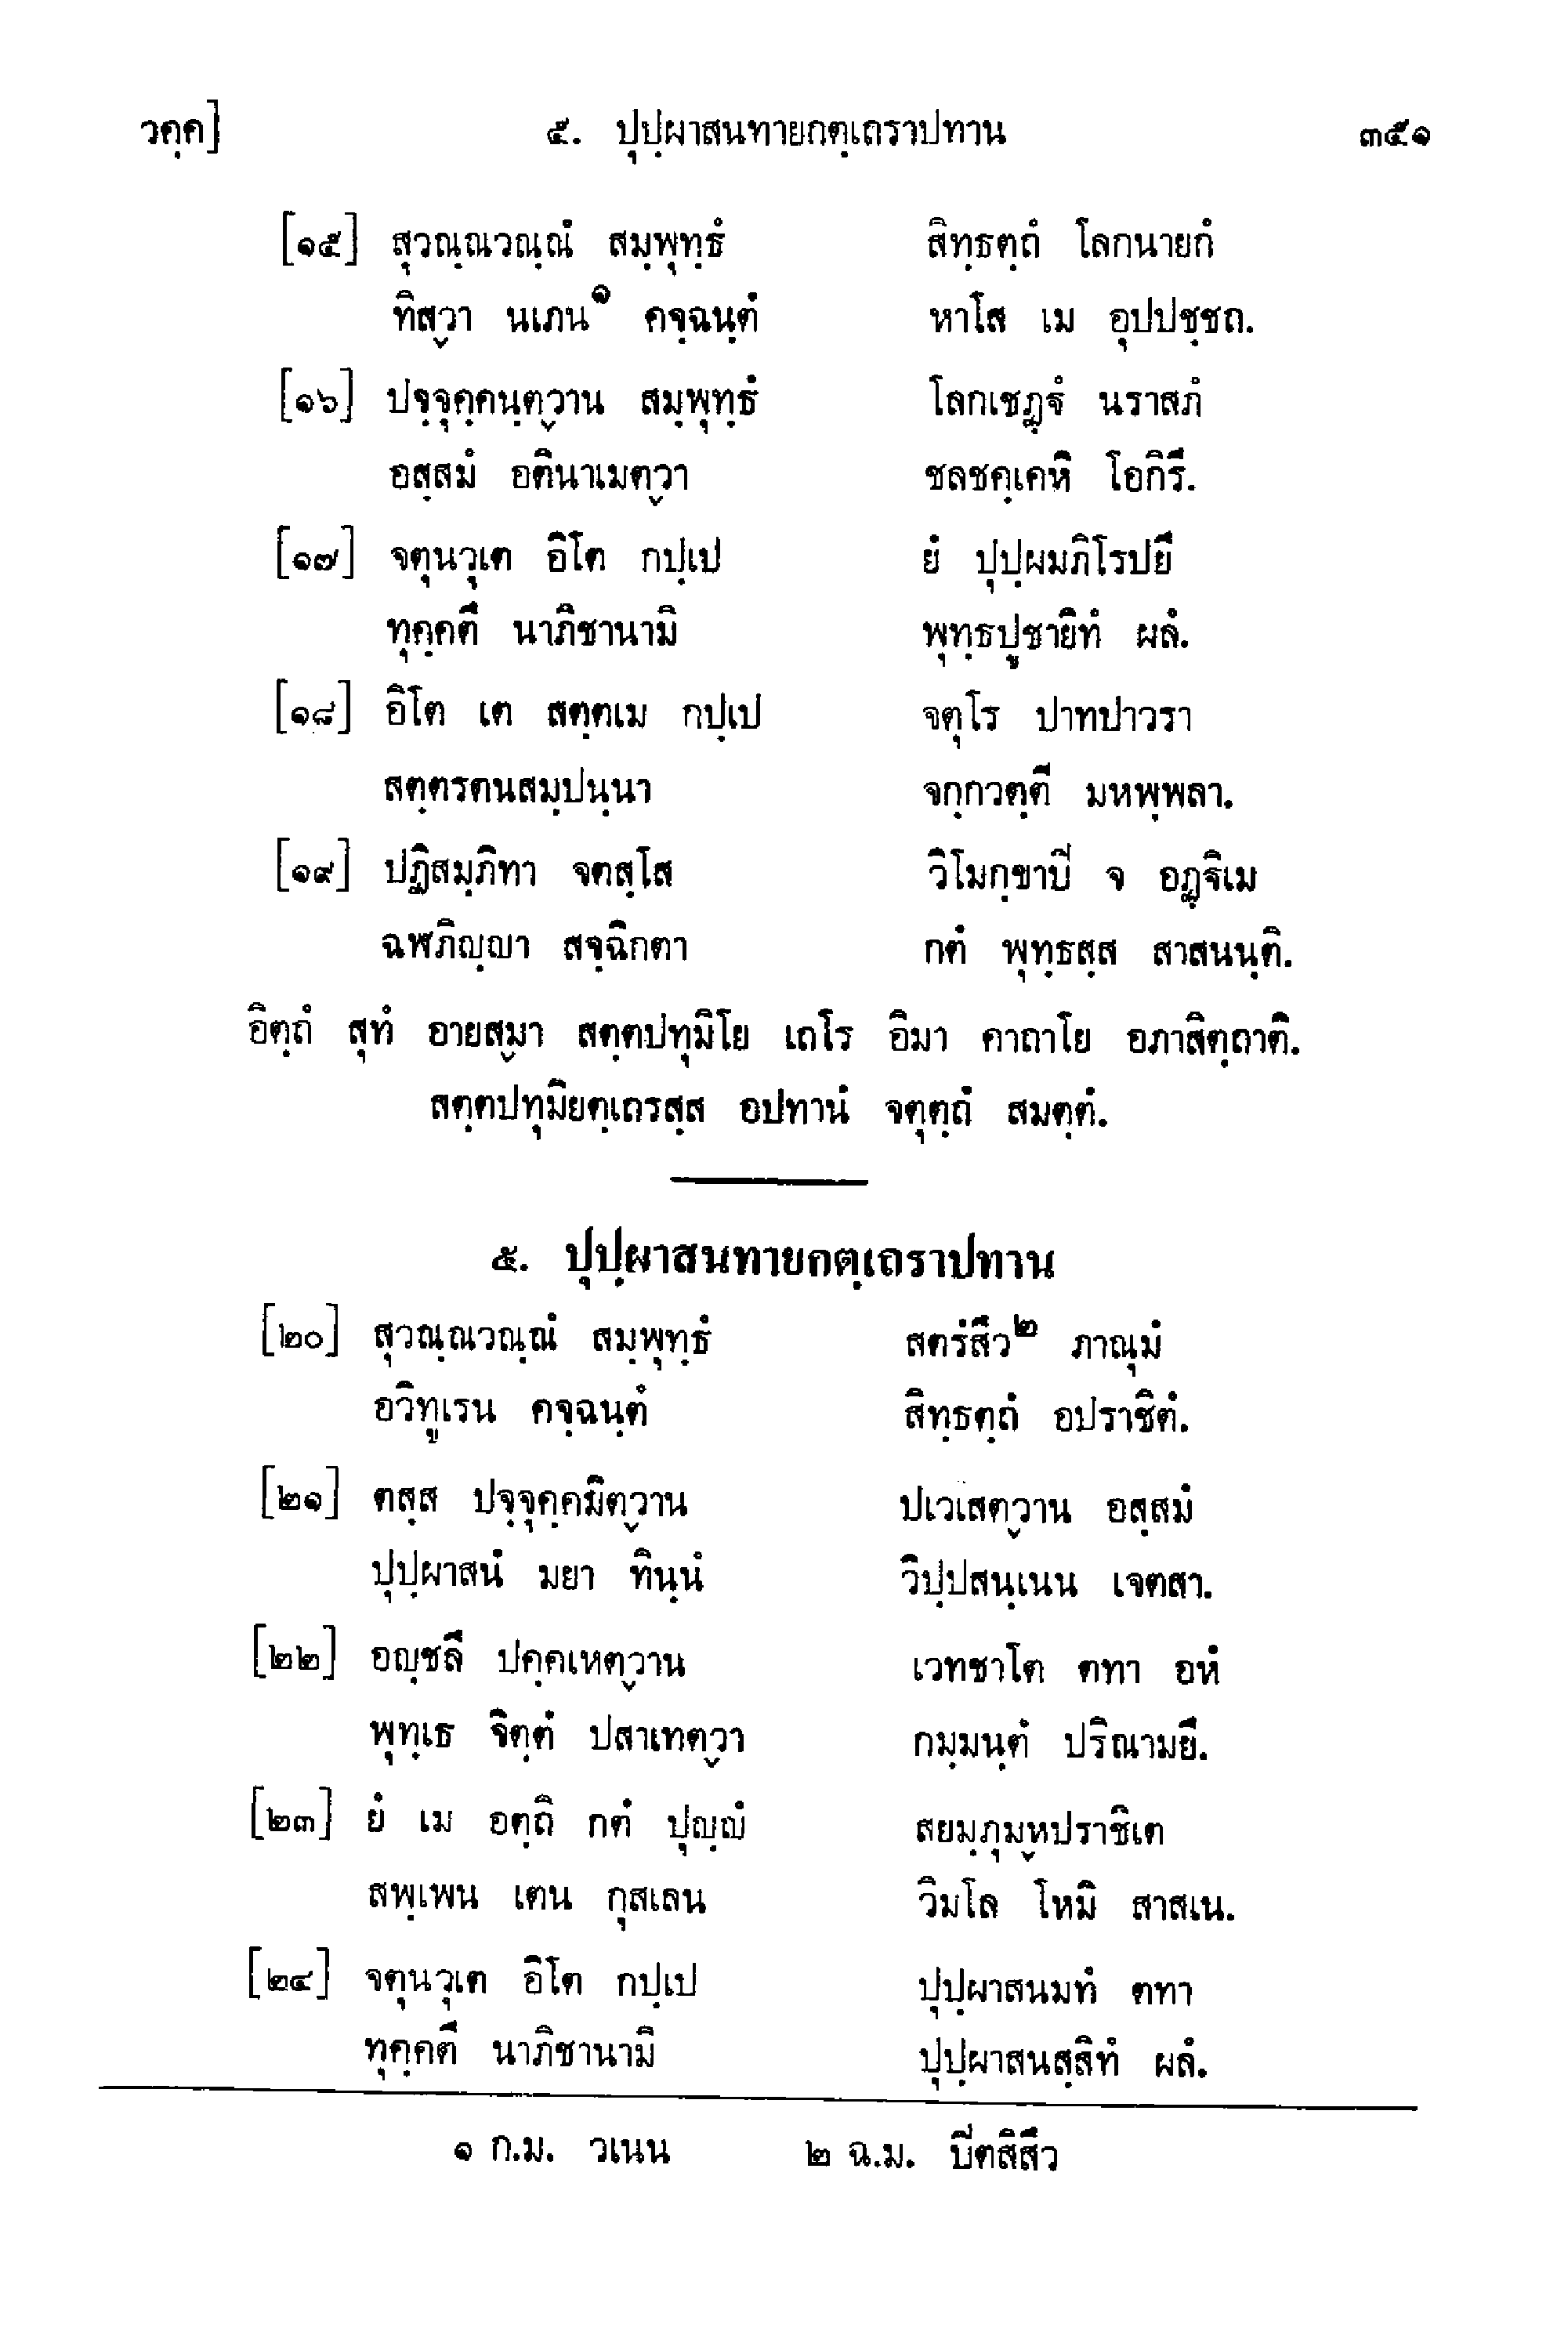 วคฺค] ๕. ปุปฺผาสนทายกตฺเถราปทาน ๓๕๑
[๑๕] สุวณฺณวณฺณํ สมฺพุทฺธํ สิทฺธตฺถํ โลกนายกํ
ทิสฺวา นเภน๑ คจฺฉนฺตํ หาโส เม อุปปชฺชถ.
[๑๖] ปจฺจุคฺคนฺตฺวาน สมฺพุทฺธํ โลกเชฏฺฐํ นราสภํ
อสฺสมํ อตินาเมตฺวา ชลชคฺเคหิ โอกิรึ.
[๑๗] จตุนวุเต อิโต กปฺเป ยํ ปุปฺผมภิโรปยึ
ทุคฺคตึ นาภิชานามิ พุทฺธปูชายิทํ ผลํ.
[๑๘] อิโต เต สตฺตเม กปฺเป จตุโร ปาทปาวรา
สตฺตรตนสมฺปนฺนา จกฺกวตฺตี มหพฺพลา.
[๑๙] ปฏิสมฺภิทา จตสฺโส วิโมกฺขาปิ จ อฏฺฐิเม
ฉฬภิญฺญา สจฺฉิกตา กตํ พุทฺธสฺส สาสนนฺติ.
อิตฺถํ สุทํ อายสฺมา สตฺตปทุมิโย เถโร อิมา คาถาโย อภาสิตฺถาติ.
สตฺตปทุมิยตฺเถรสฺส อปทานํ จตุตฺถํ สมตฺตํ.
๕. ปุปฺผาสนทายกตฺเถราปทาน
[๒๐] สุวณฺณวณฺณํ สมฺพุทฺธํ สตรํสึว๒ ภาณุมํ
อวิทูเรน คจฺฉนฺตํ สิทฺธตฺถํ อปราชิตํ.
[๒๑] ตสฺส ปจฺจุคฺคมิตฺวาน ปเวเสตฺวาน อสฺสมํ
ปุปฺผาสนํ มยา ทินฺนํ วิปฺปสนฺเนน เจตสา.
[๒๒] อญฺชลึ ปคฺคเหตฺวาน เวทชาโต ตทา อหํ
พุทฺเธ จิตฺตํ ปสาเทตฺวา กมฺมนฺตํ ปริณามยึ.
[๒๓] ยํ เม อตฺถิ กตํ ปุญฺญํ สยมฺภุมฺหปราชิเต
สพฺเพน เตน กุสเลน วิมโล โหมิ สาสเน.
[๒๔] จตุนวุเต อิโต กปฺเป ปุปฺผาสนมทํ ตทา
ทุคฺคตึ นาภิชานามิ ปุปฺผาสนสฺสิทํ ผลํ.
๑ ก.ม. วเนน ๒ ฉ.ม. ปีตสิสึว